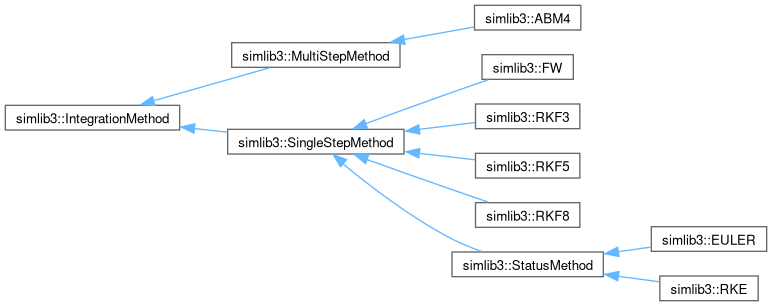 simlib3::ABM4
simlib3::MultiStepMethod
simlib3::FW
simlib3::IntegrationMethod
simlib3::RKF3
simlib3::SingleStepMethod
simlib3::RKF5
simlib3::RKF8
simlib3::EULER
simlib3::StatusMethod
simlib3::RKE